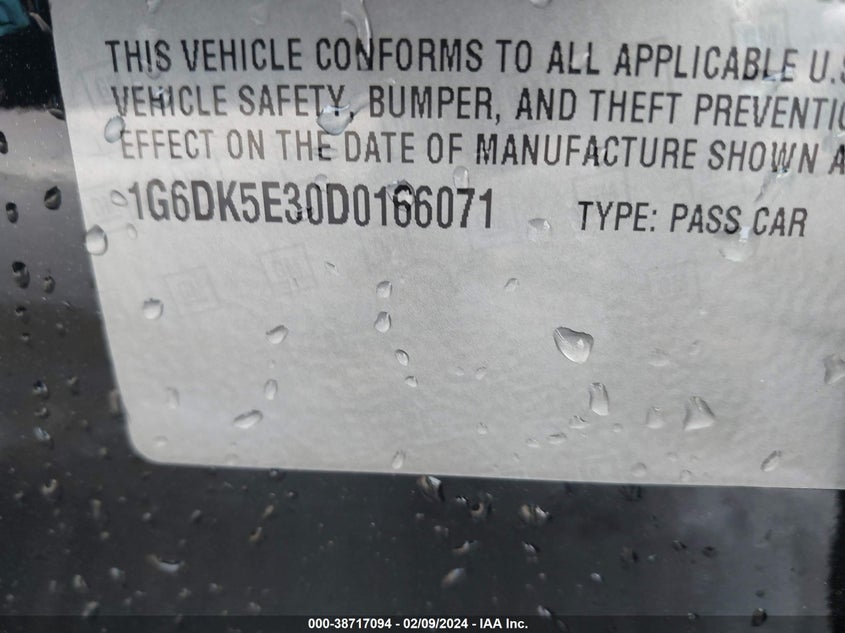 THIS VEHICLE CONFORMS TO ALL APPLICABLE U.S
VEHICLE SAFETY, BUMPER, AND THEFT PREVENTIO
EFFECT ON THE DATE OF MANUFACTURE SHOWN A
1G6DK5E30D0166071 TYPE: PASS CAR
000-38717094 - 02/09/2024 - IAA Inc.